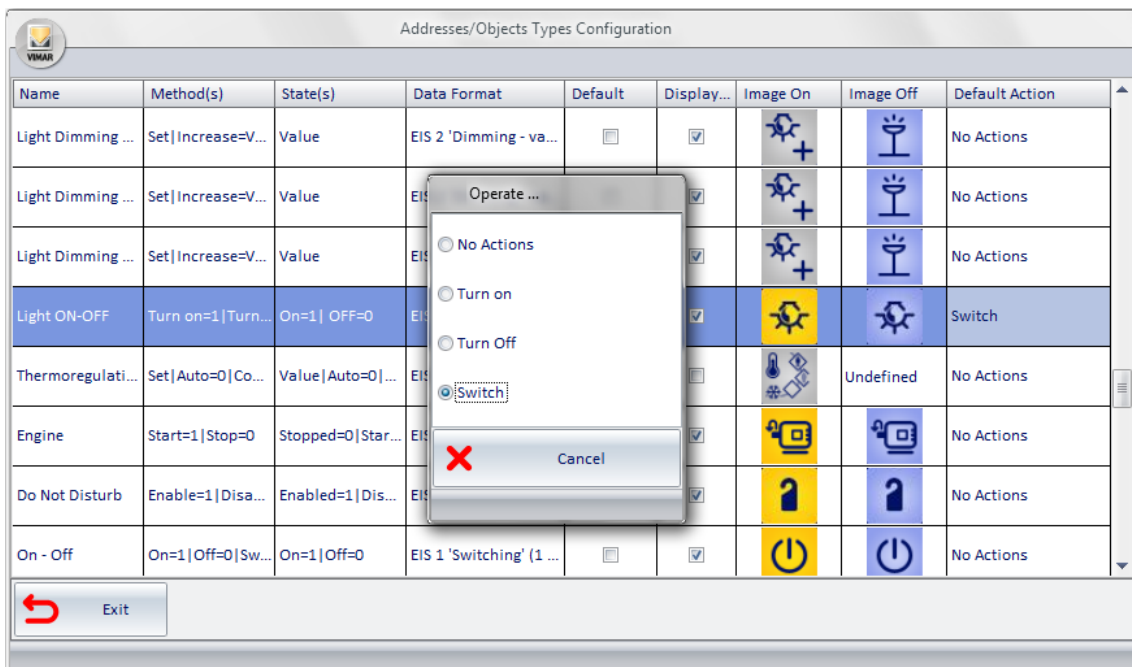 Addresses/Objects Types Configuration
VIMAR
Name Method(s) State(s) Data Format Default Display... Image On Image Off Default Action
Light Dimming ... Set|Increase=V... Value EIS 2 'Dimming - va... No Actions
Light Dimming ... Set|Increase=V... Value EIS No Actions
Light Dimming ... Set|Increase=V... Value EIS No Actions
Light ON-OFF Turn on=1|Turn... On=1| OFF=0 EIS Switch
Thermoregulati... Set|Auto=0|Co... Value|Auto=0|... EIS Undefined No Actions
Engine Start=1|Stop=0 Stopped=0|Star... EIS No Actions
Do Not Disturb Enable=1|Disa... Enabled=1|Dis... EIS No Actions
On - Off On=1|Off=0|Sw... On=1|Off=0 EIS 1 'Switching' (1 ... No Actions
Operate ...
No Actions
Turn on
Turn Off
Switch
Cancel
Exit